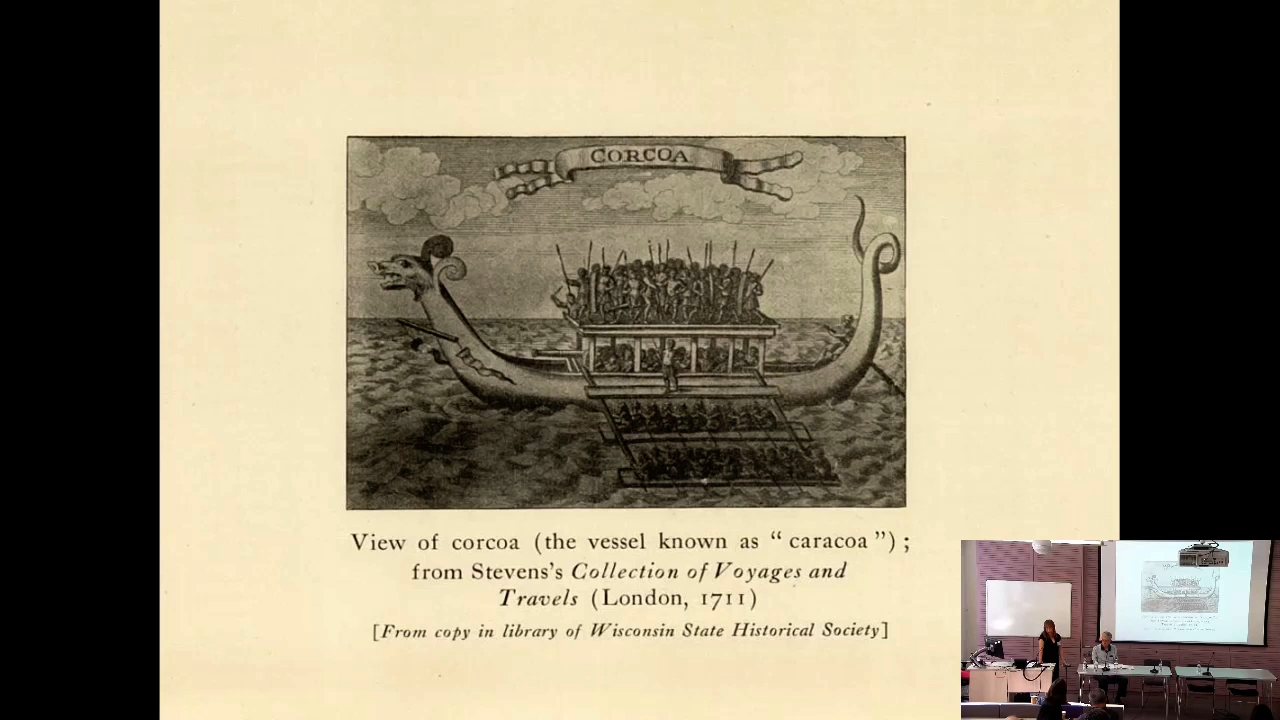 CORCOA
View of corcoa (the vessel known as “ caracoa ”) ;
from Stevens's Collection of Voyages and
Travels (London, 1711)
[From copy in library of Wisconsin State Historical Society]